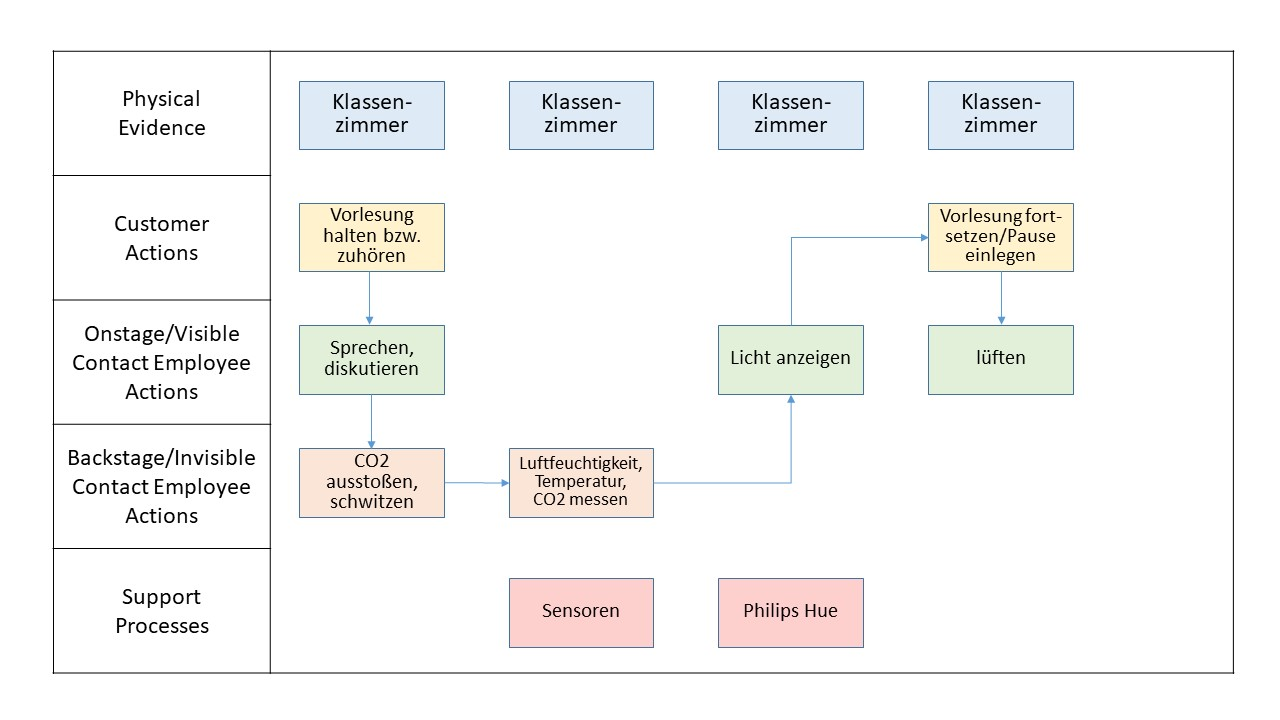 Physical
Evidence
Klassen-
zimmer
Klassen-
zimmer
Klassen-
zimmer
Klassen-
zimmer
Customer
Actions
Vorlesung
halten bzw.
zuhören
Vorlesung fort-
setzen/Pause
einlegen
Onstage/Visible
Contact Employee
Actions
Sprechen,
diskutieren
Licht anzeigen
lüften
Backstage/Invisible
Contact Employee
Actions
CO2
ausstoßen,
schwitzen
Luftfeuchtigkeit,
Temperatur,
CO2 messen
Support
Processes
Sensoren
Philips Hue